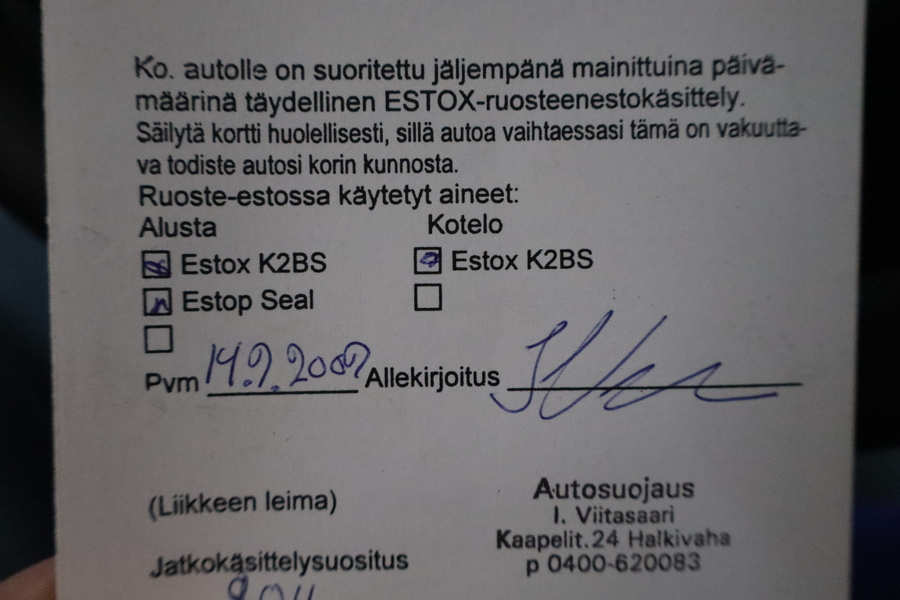 Ko. autolle on suoritettu jäljempänä mainittuina päivä-
määrinä täydellinen ESTOX-ruosteenestokäsittely.
Säilytä kortti huolellisesti, sillä autoa vaihtaessasi tämä on vakuutta-
va todiste autosi korin kunnosta.
Ruoste-estossa käytetyt aineet:
Alusta Kotelo
Estox K2BS Estox K2BS
Estop Seal
Pvm Allekirjoitus
(Liikkeen leima)
Autosuojaus
I. Viitasaari
Kaapelit.24 Halkivaha
p 0400-620083
Jatkokäsittelysuositus